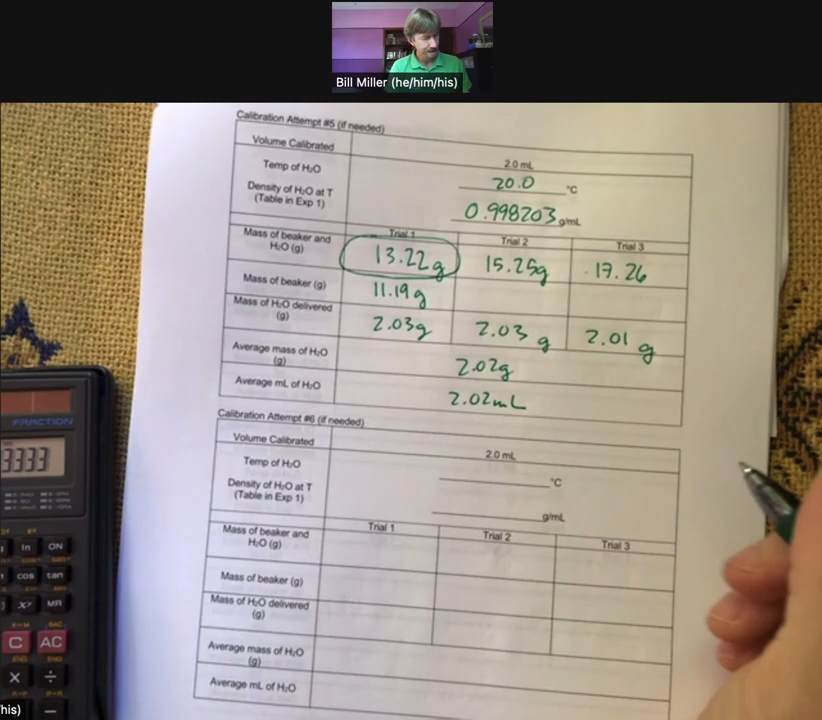 Bill Miller (he/him/his)
Calibration Attempt #5 (if needed)
Volume Calibrated 2.0 mL
Temp of H₂O 20.0 °C
Density of H₂O at T
(Table in Exp 1) 0.998203 g/mL
Trial 1 Trial 2 Trial 3
Mass of beaker and
H₂O (g) 13.22g 15.25g 17.26
Mass of beaker (g) 11.19g
Mass of H₂O delivered
(g) 2.03g 2.03 g 2.01 g
Average mass of H₂O
(g) 2.02g
Average mL of H₂O 2.02mL
Calibration Attempt #6 (if needed)
Volume Calibrated 2.0 mL
Temp of H₂O °C
Density of H₂O at T
(Table in Exp 1) g/mL
Trial 1 Trial 2 Trial 3
Mass of beaker and
H₂O (g)
Mass of beaker (g)
Mass of H₂O delivered
(g)
Average mass of H₂O
(g)
Average mL of H₂O
FRACTION
3333
ln ON
cos tan
MR
C AC
× ÷
−
his)